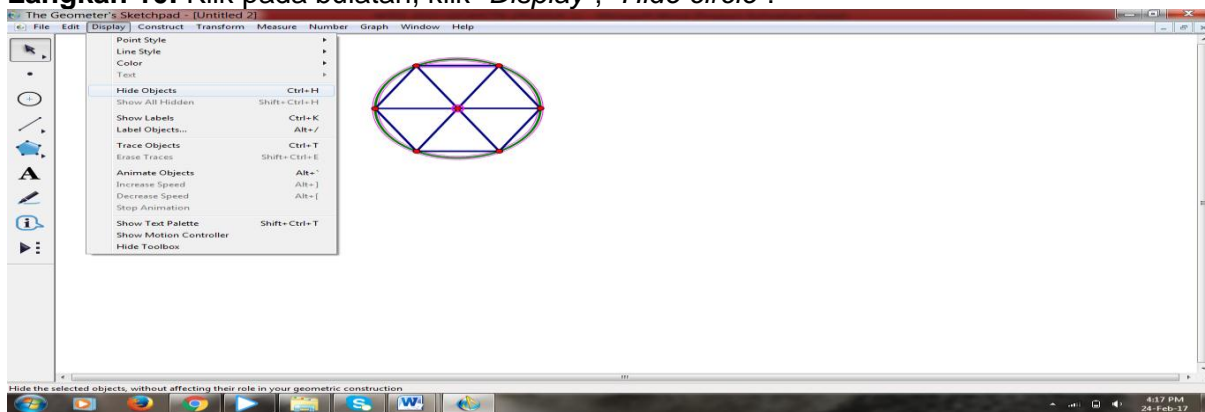 Langkah 10: Klik pada bulatan, klik "Display", "Hide circle".
The Geometer's Sketchpad - [Untitled 2]
File Edit Display Construct Transform Measure Number Graph Window Help
Point Style
Line Style
Color
Text
Hide Objects Ctrl+H
Show All Hidden Shift+Ctrl+H
Show Labels Ctrl+K
Label Objects... Alt+/
Trace Objects Ctrl+T
Erase Traces Shift+Ctrl+E
Animate Objects Alt+`
Increase Speed Alt+]
Decrease Speed Alt+[
Stop Animation
Show Text Palette Shift+Ctrl+T
Show Motion Controller
Hide Toolbox
A
Hide the selected objects, without affecting their role in your geometric construction
4:17 PM
24-Feb-17